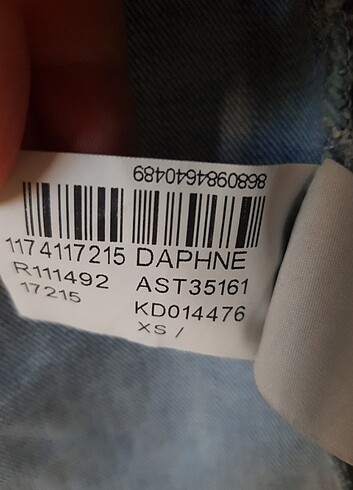 8680984640489
1174117215 DAPHNE
R111492 AST35161
17215 KD014476
XS /